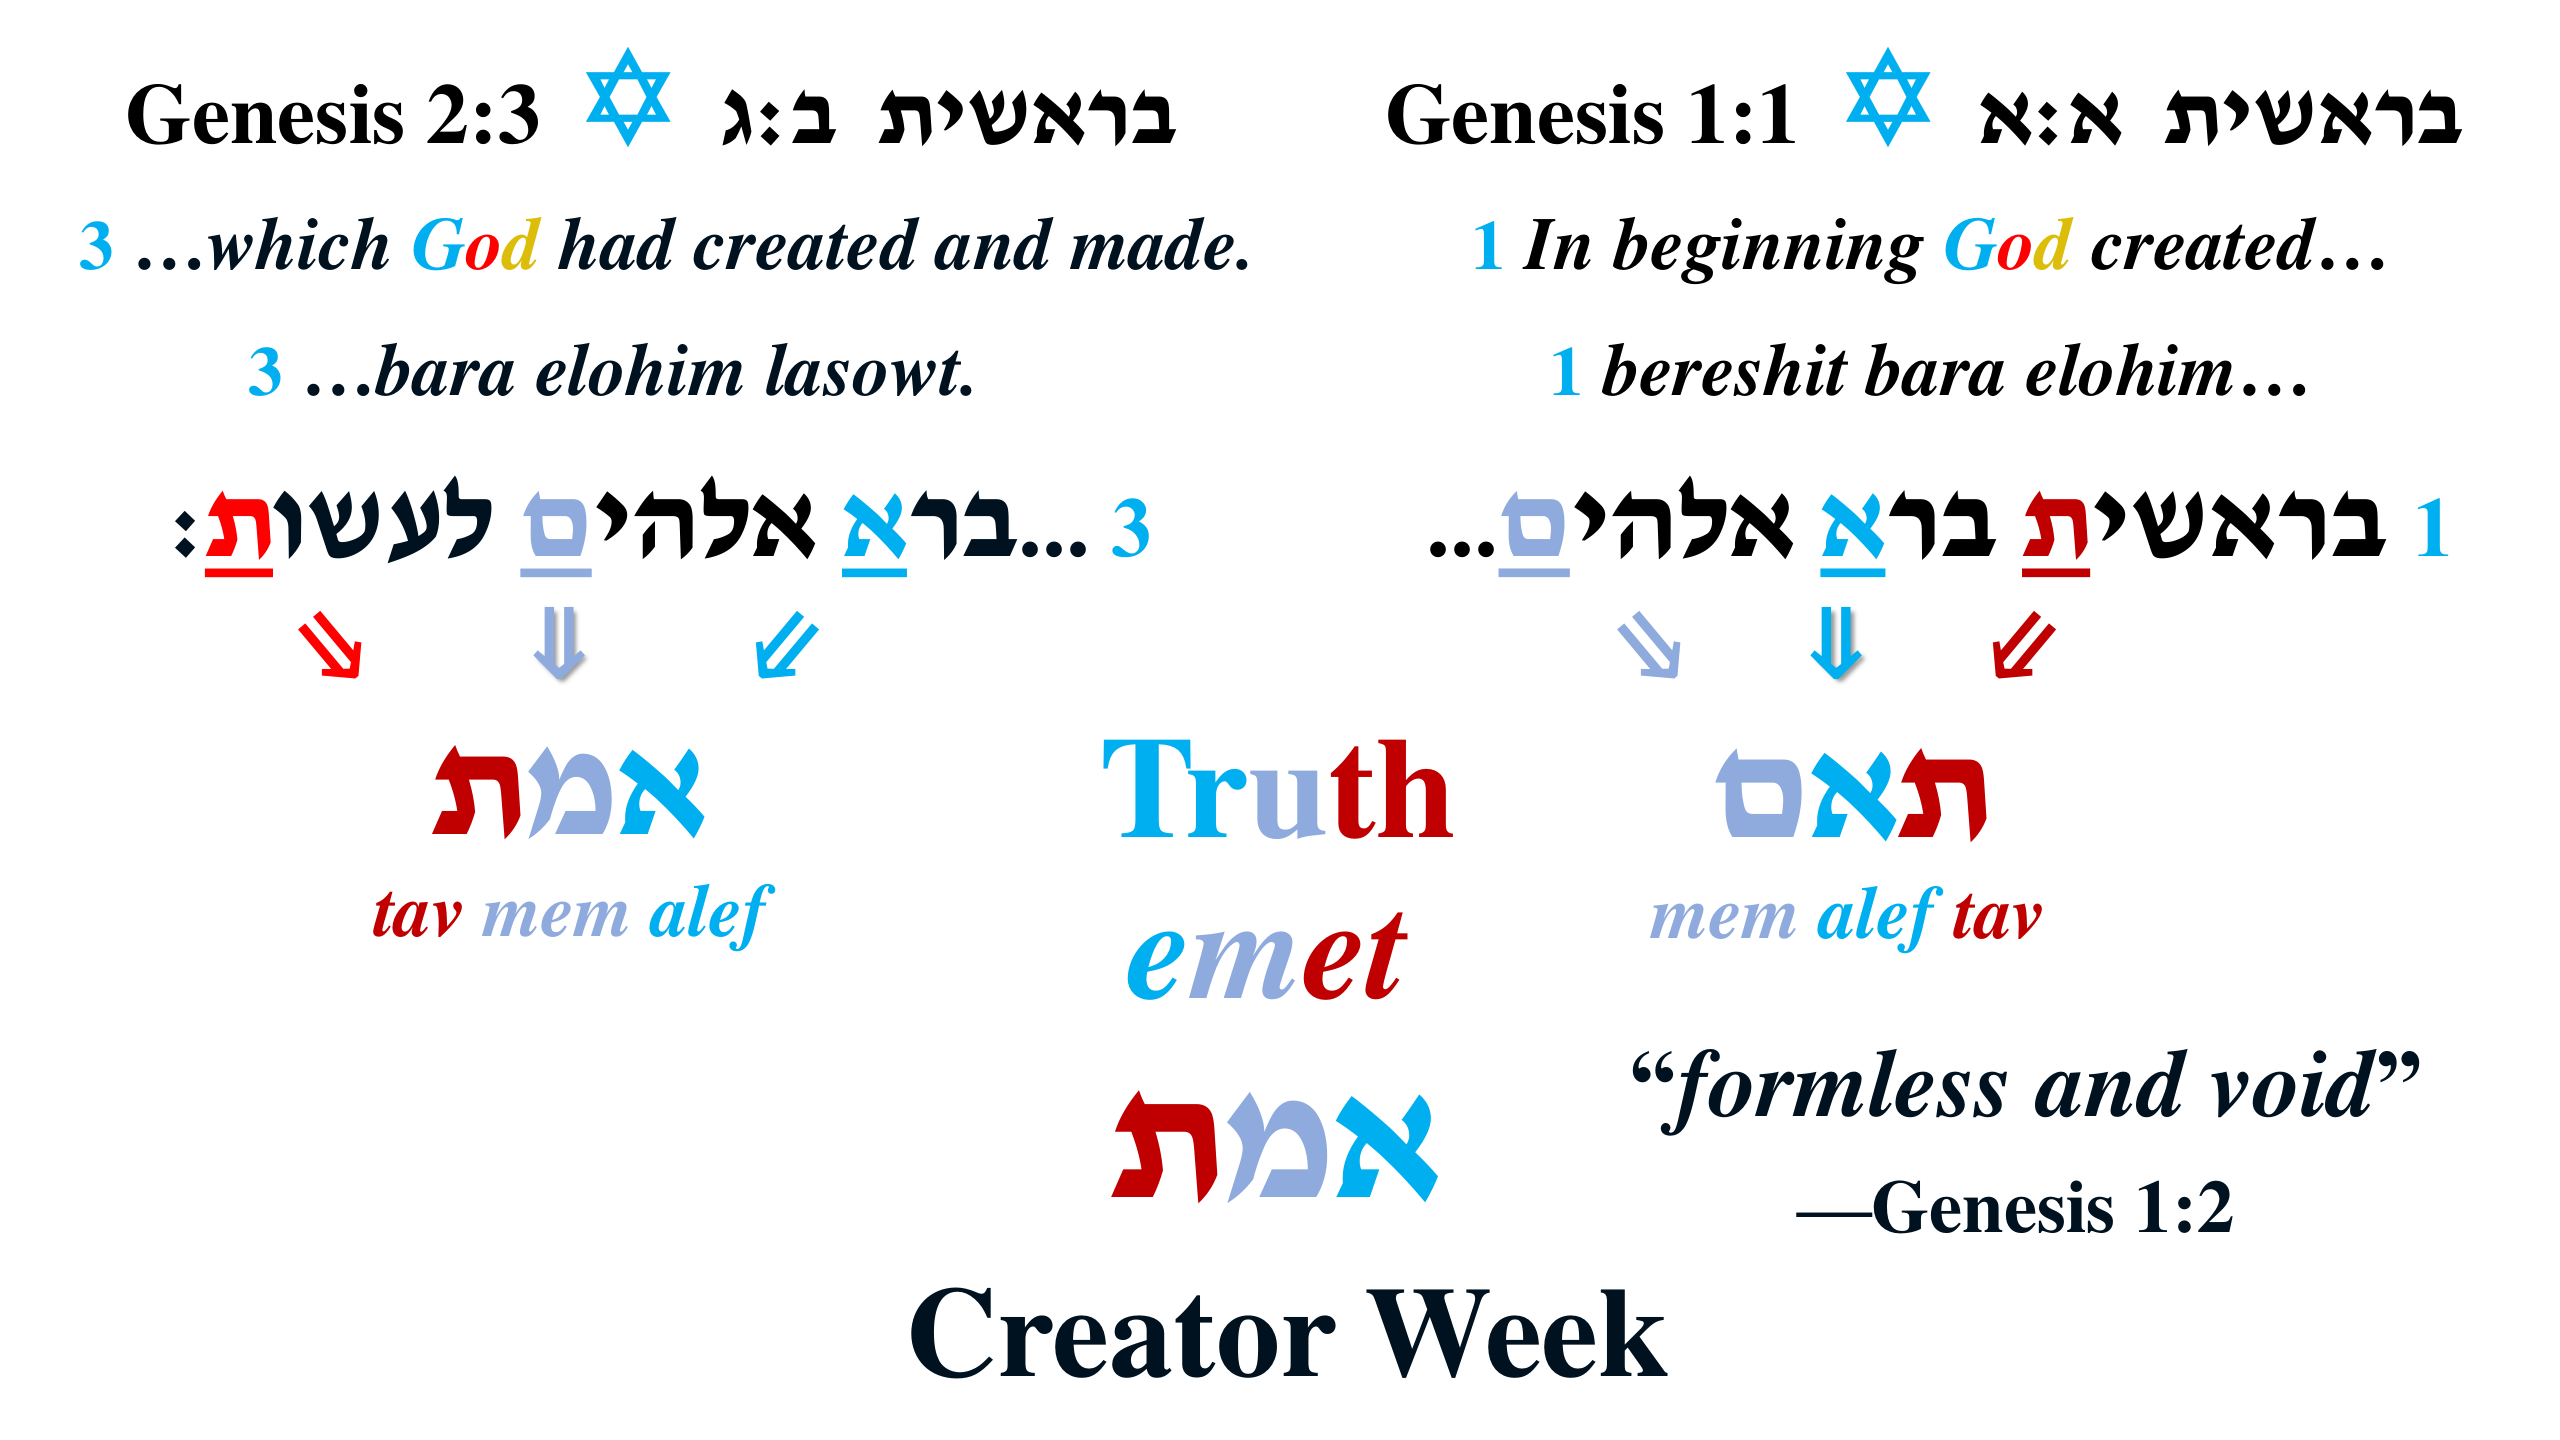 Genesis 2:3 ✡ בראשית ב:ג
3 …which God had created and made.
3 …bara elohim lasowt.
3 ...ברא אלהים לעשות:
⇘ ⇓ ⇙
אמת
tav mem alef
Genesis 1:1 ✡ בראשית א:א
1 In beginning God created…
1 bereshit bara elohim…
1 בראשית ברא אלהים...
⇘ ⇓ ⇙
תאם
mem alef tav
Truth
emet
אמת
“formless and void”
—Genesis 1:2
Creator Week